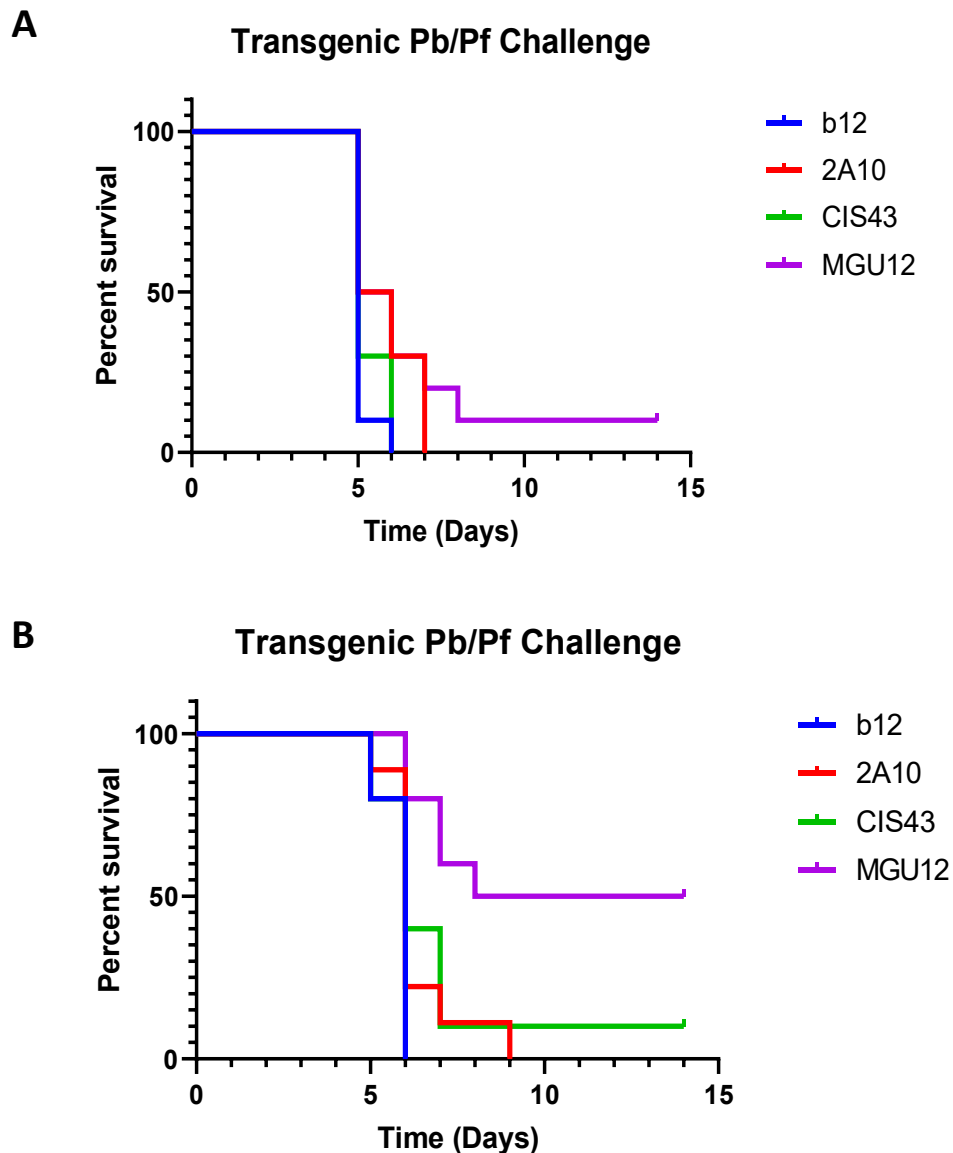 A
Transgenic Pb/Pf Challenge
Percent survival
100
50
0
0 5 10 15
Time (Days)
b12
2A10
CIS43
MGU12
B
Transgenic Pb/Pf Challenge
Percent survival
100
50
0
0 5 10 15
Time (Days)
b12
2A10
CIS43
MGU12